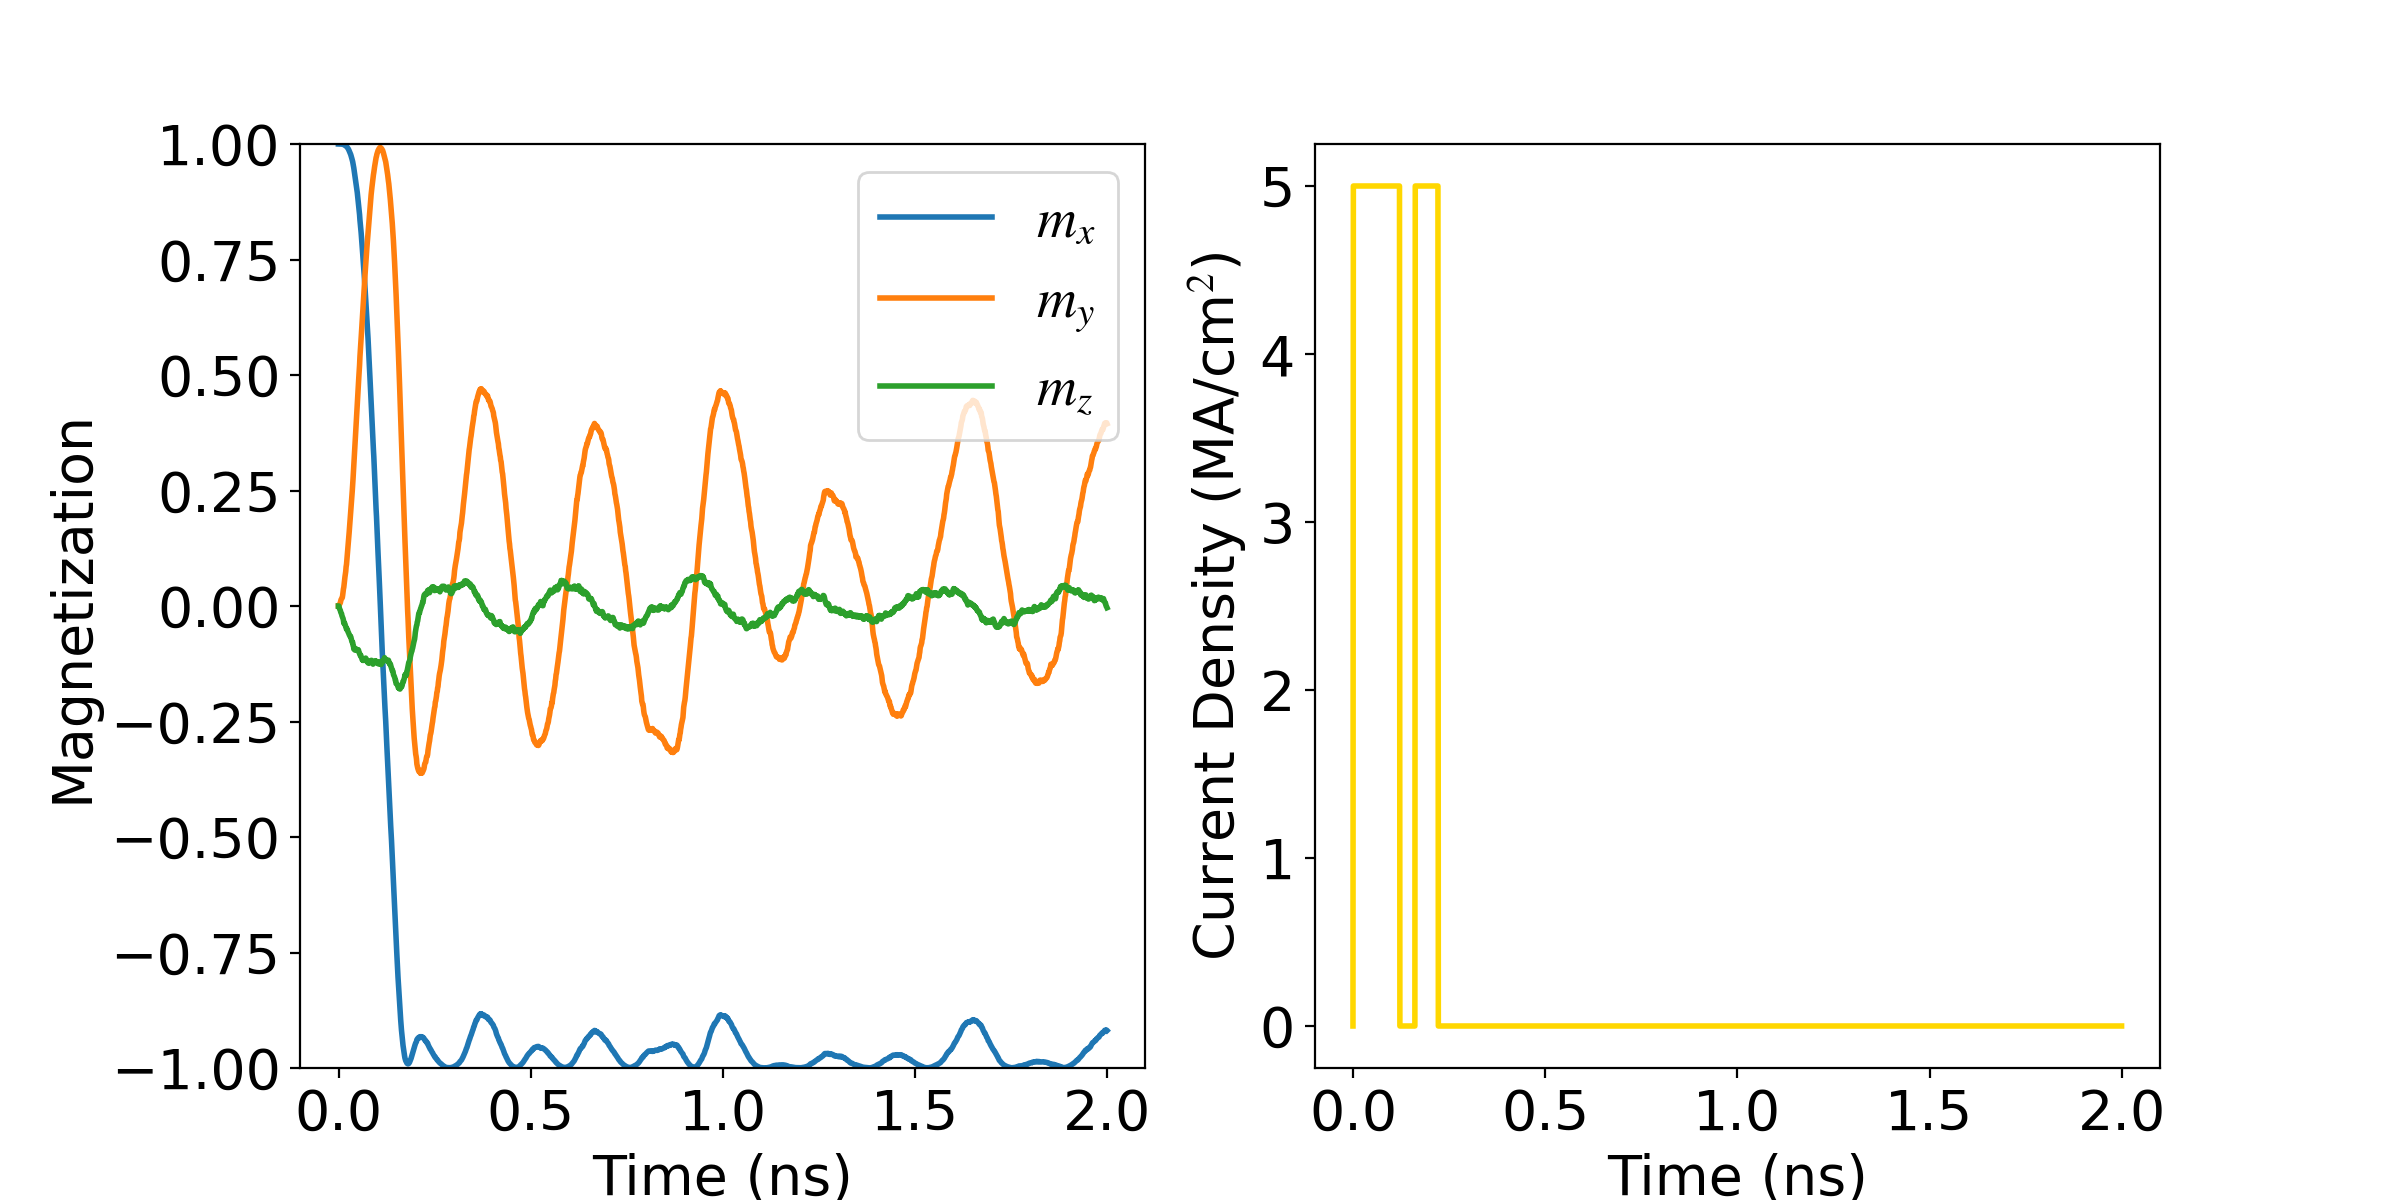 Magnetization
1.00
0.75
0.50
0.25
0.00
−0.25
−0.50
−0.75
−1.00
0.0 0.5 1.0 1.5 2.0
Time (ns)
m_x
m_y
m_z
Current Density (MA/cm²)
5
4
3
2
1
0
0.0 0.5 1.0 1.5 2.0
Time (ns)